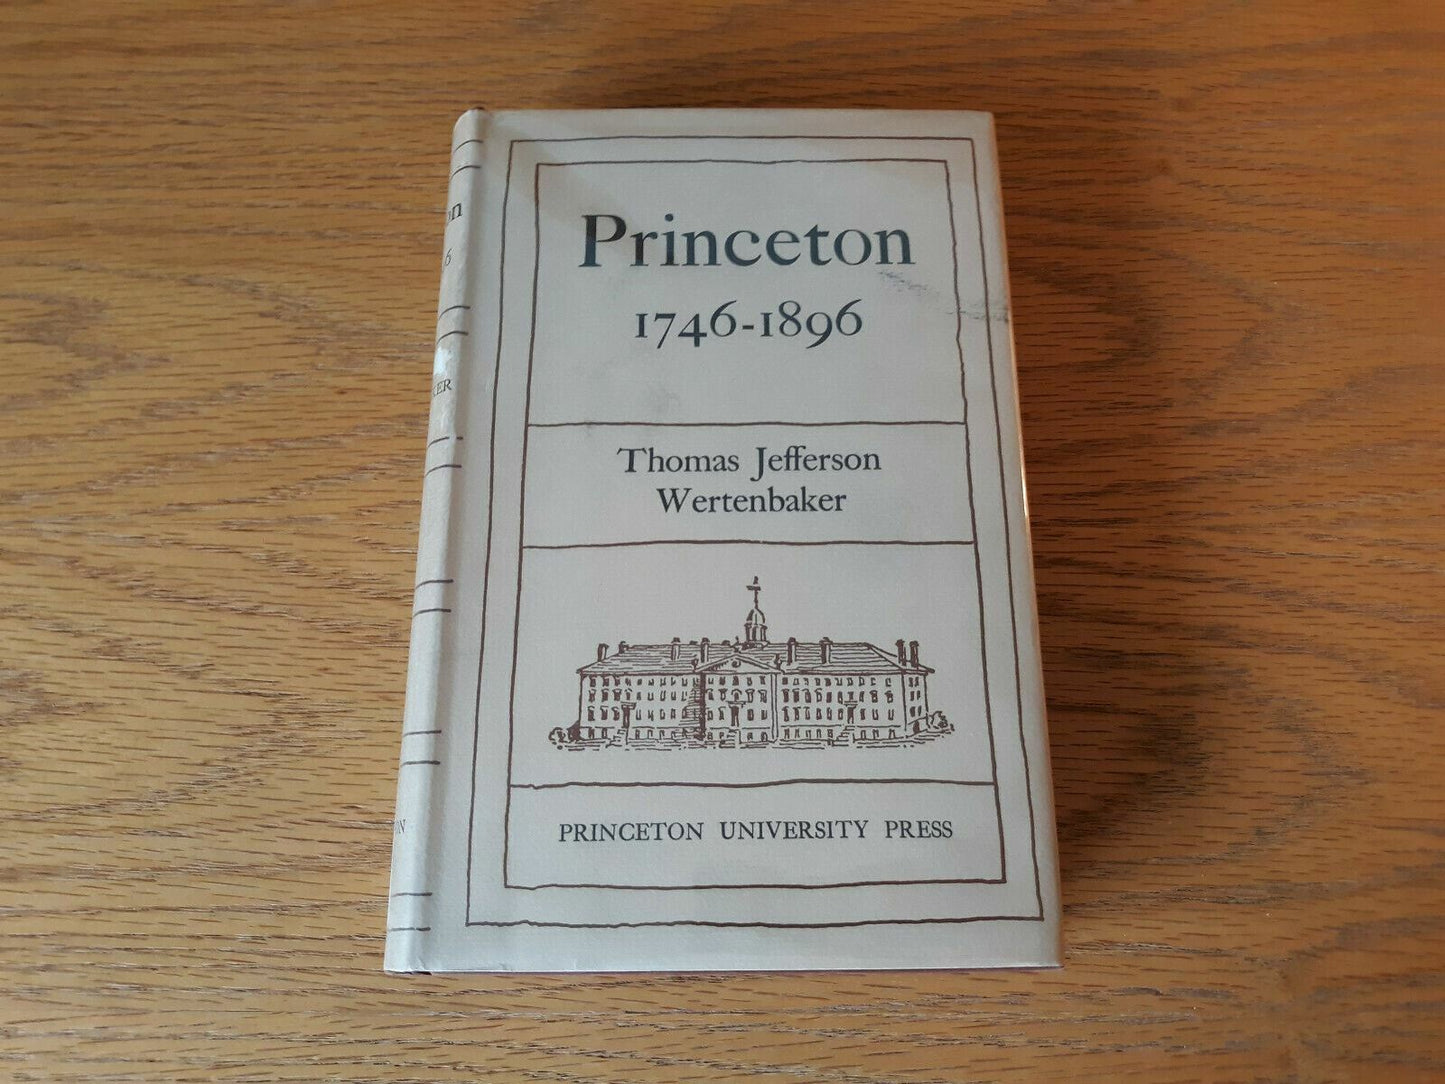 Princeton
1746-1896
Thomas Jefferson
Wertenbaker
PRINCETON UNIVERSITY PRESS